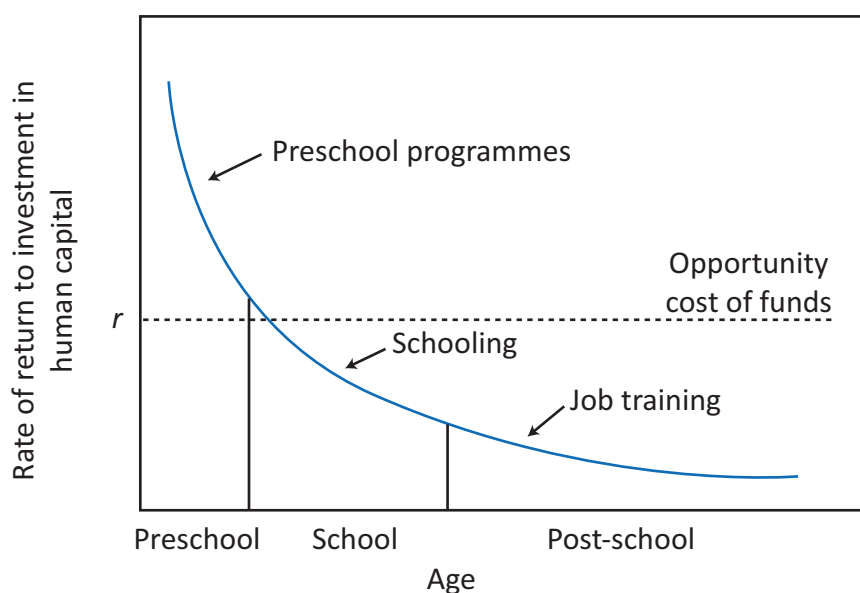 Rate of return to investment in
human capital
Preschool programmes
Opportunity
cost of funds
r
Schooling
Job training
Preschool
School
Post-school
Age